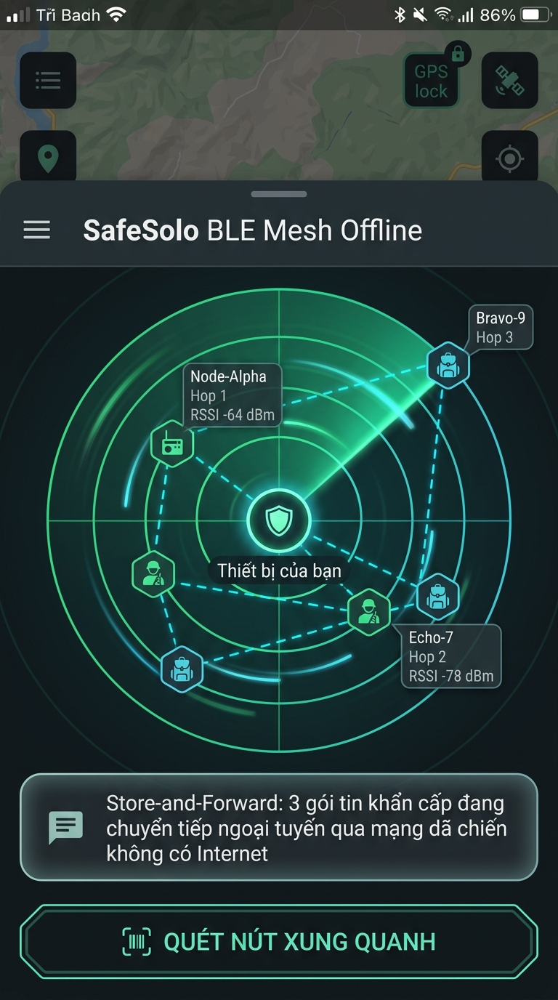 Trĩ Badh
86%
GPS
lock
SafeSolo BLE Mesh Offline
Bravo-9
Hop 3
Node-Alpha
Hop 1
RSSI -64 dBm
Thiết bị của bạn
Echo-7
Hop 2
RSSI -78 dBm
Store-and-Forward: 3 gói tin khẩn cấp đang
chuyển tiếp ngoại tuyến qua mạng dã chiến
không có Internet
QUÉT NÚT XUNG QUANH